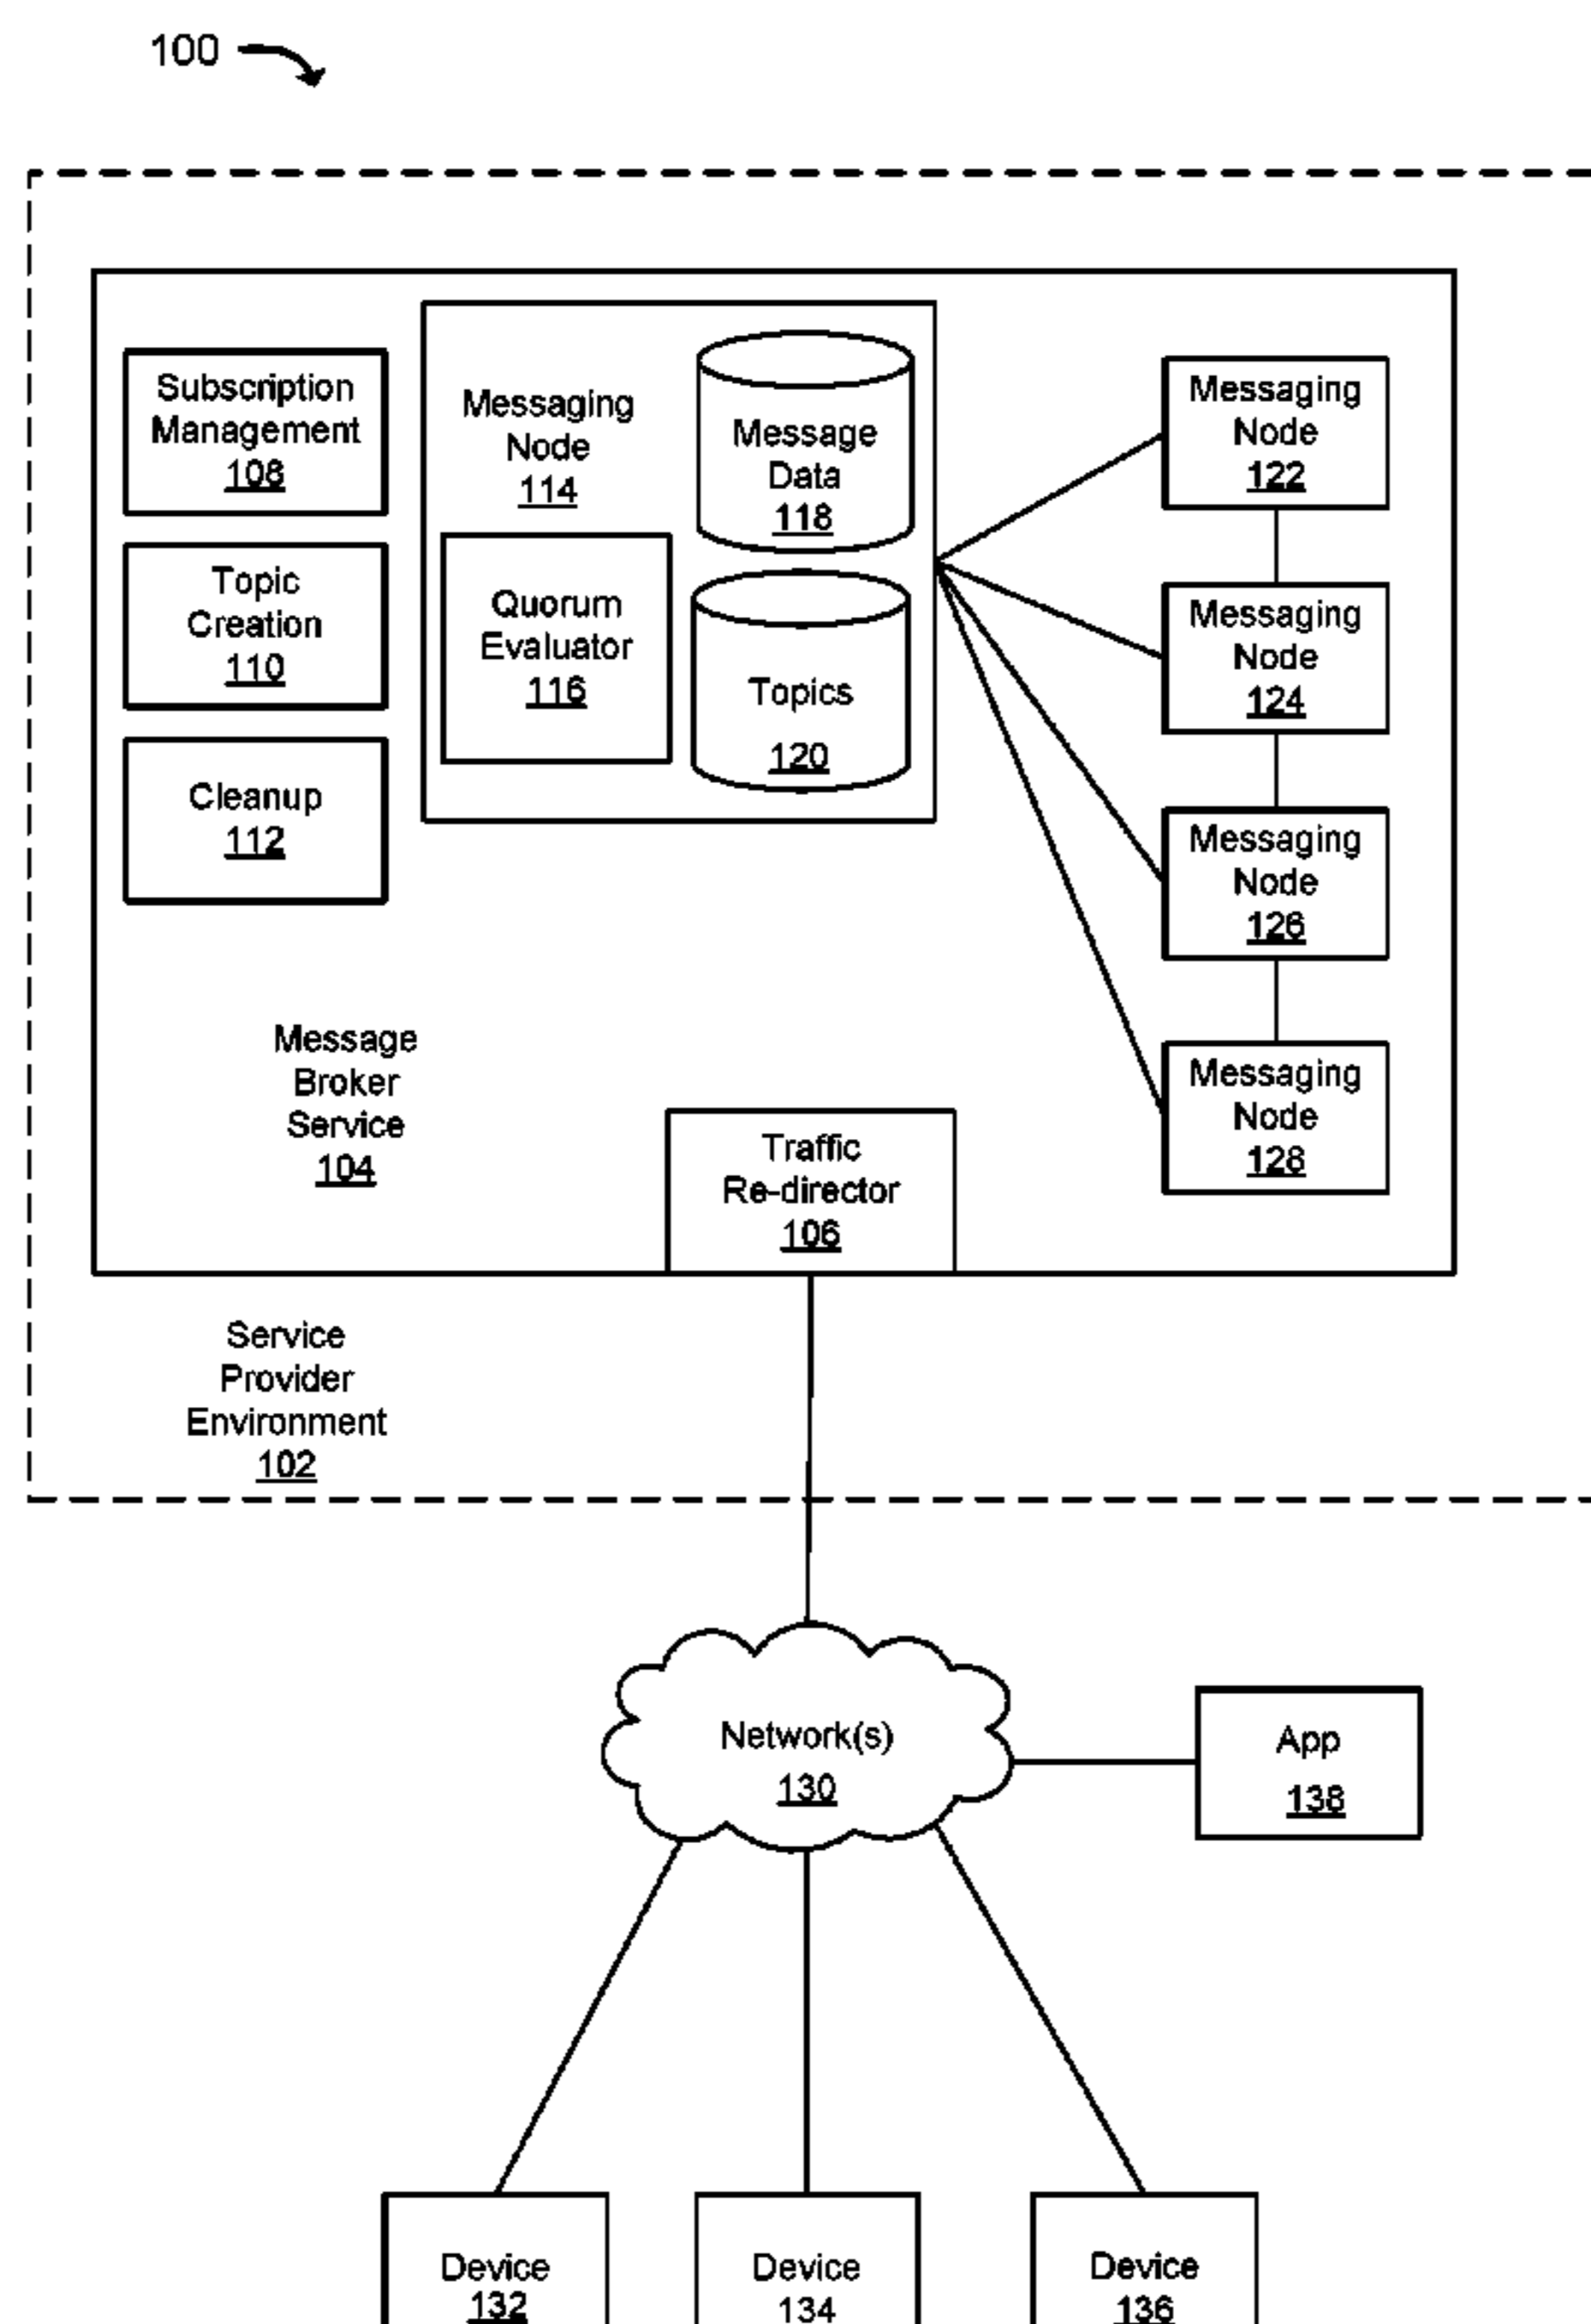 100
Subscription
Management
108
Topic
Creation
110
Cleanup
112
Messaging
Node
114
Quorum
Evaluator
116
Message
Data
118
Topics
120
Messaging
Node
122
Messaging
Node
124
Messaging
Node
126
Messaging
Node
128
Message
Broker
Service
104
Traffic
Re-director
106
Service
Provider
Environment
102
Network(s)
130
App
138
Device
132
Device
134
Device
136